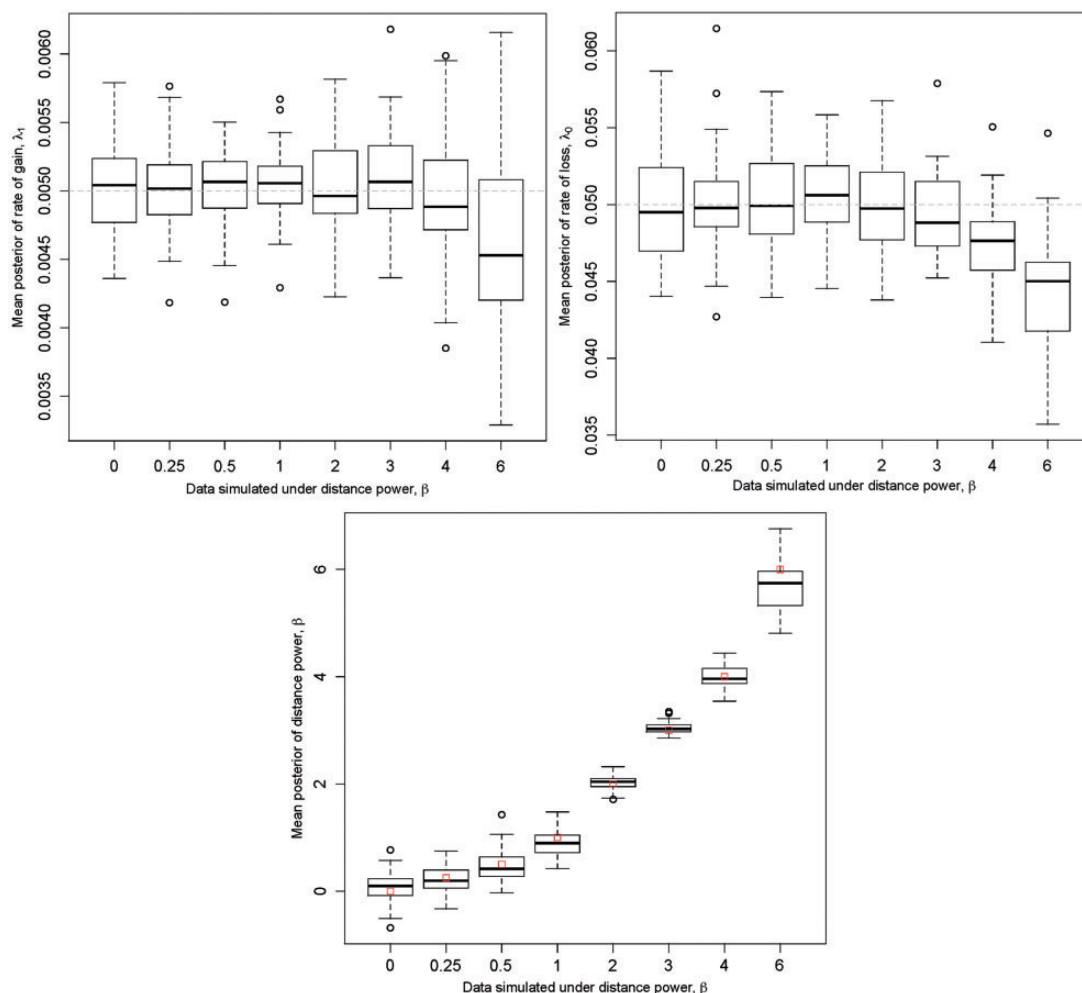 Mean posterior of rate of gain, λ1
0.0060
0.0055
0.0050
0.0045
0.0040
0.0035
0 0.25 0.5 1 2 3 4 6
Data simulated under distance power, β
Mean posterior of rate of loss, λ0
0.060
0.055
0.050
0.045
0.040
0.035
0 0.25 0.5 1 2 3 4 6
Data simulated under distance power, β
Mean posterior of distance power, β
6
4
2
0
0 0.25 0.5 1 2 3 4 6
Data simulated under distance power, β